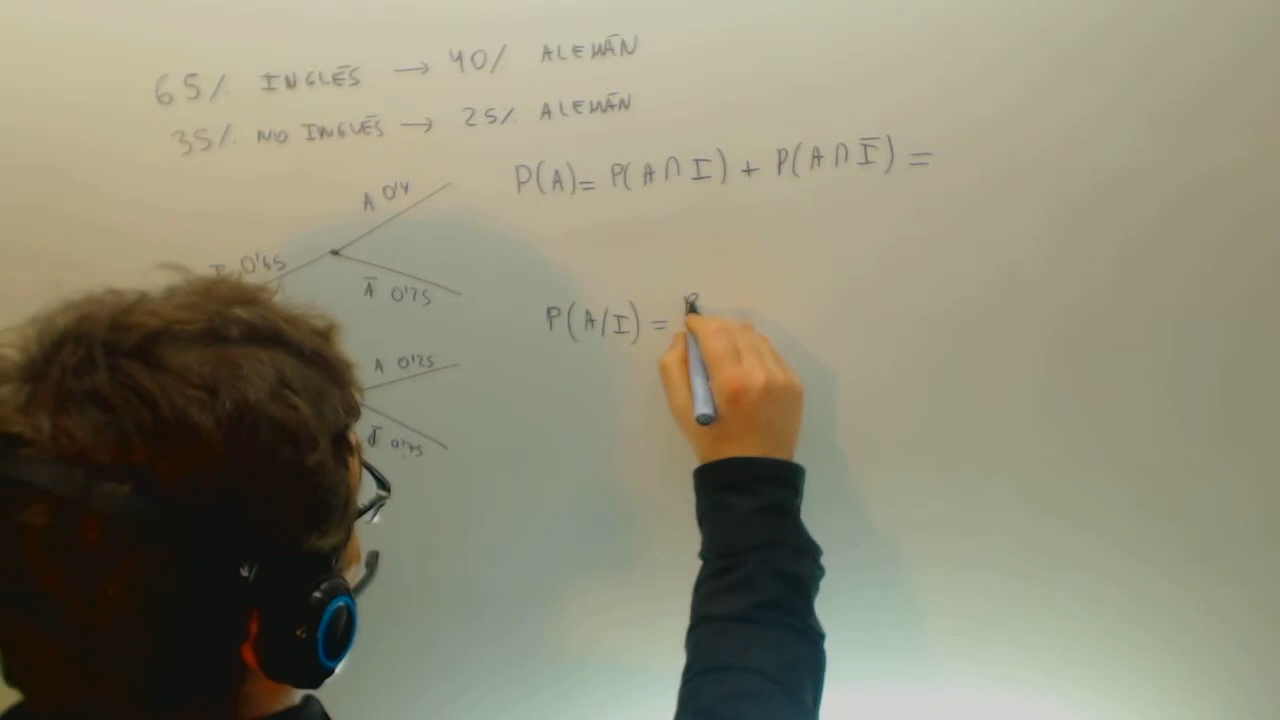 65% INGLÉS → 40% ALEMÁN
35% NO INGLÉS → 25% ALEMÁN
P(A)= P(A∩I) + P(A∩Ī) =
A 0'4
I 0'65
Ā 0'75
P(A/I) = P
A 0'25
Ā 0'75